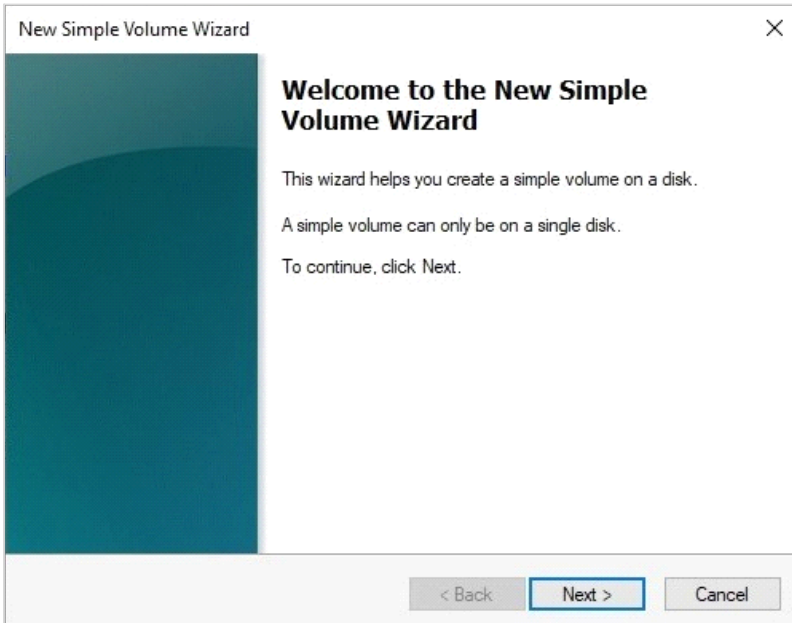 New Simple Volume Wizard
Welcome to the New Simple
Volume Wizard
This wizard helps you create a simple volume on a disk.
A simple volume can only be on a single disk.
To continue, click Next.
< Back
Next >
Cancel